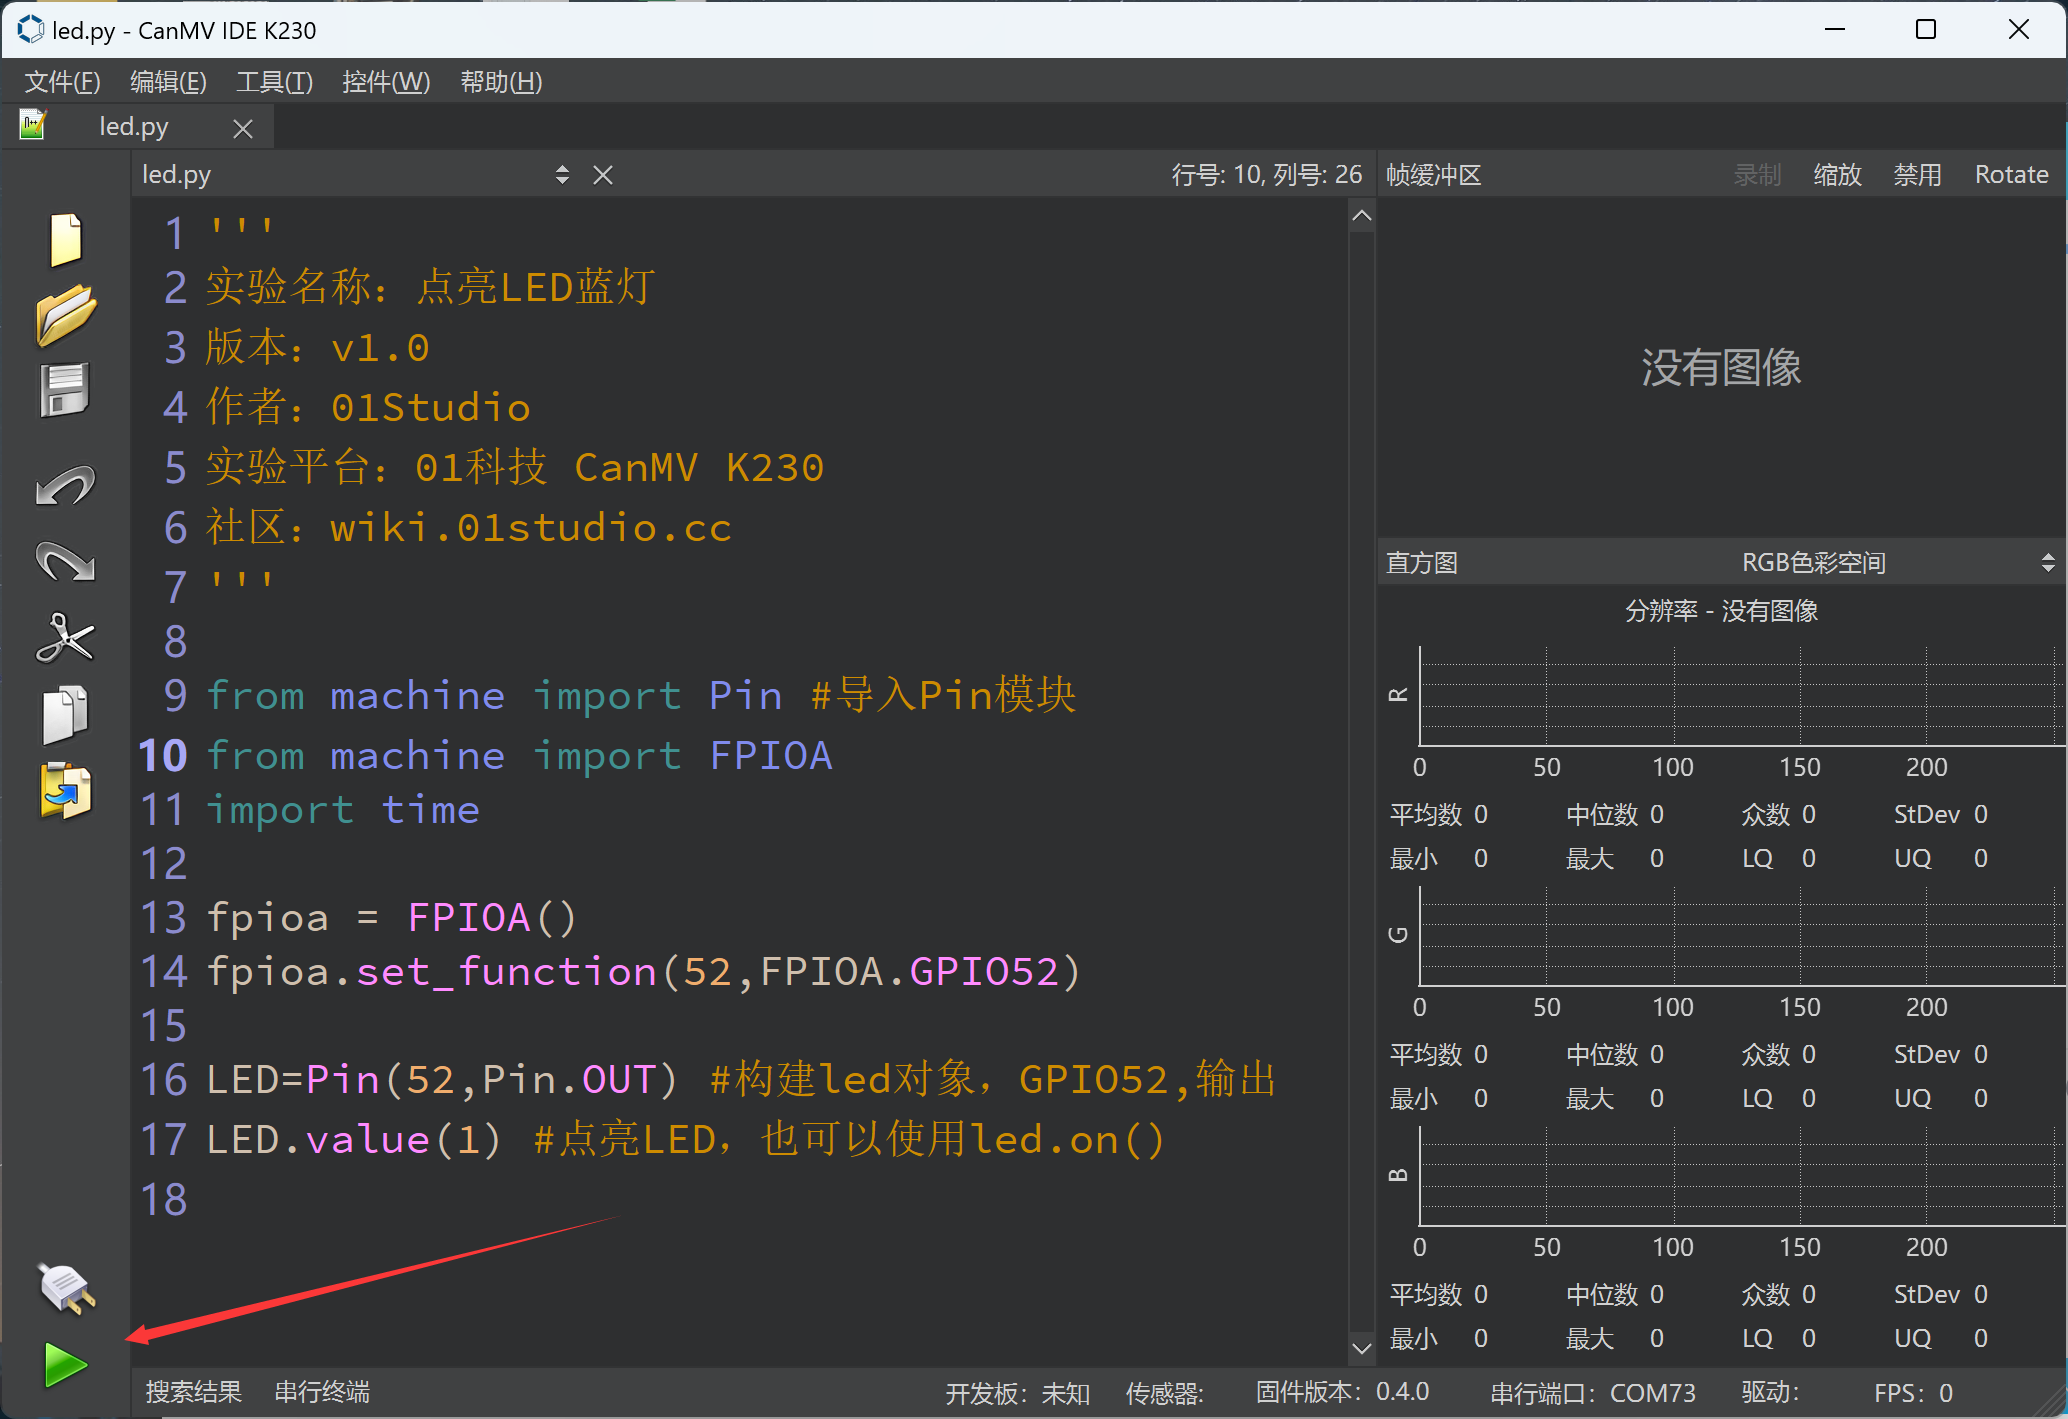 led.py - CanMV IDE K230
文件(F) 编辑(E) 工具(T) 控件(W) 帮助(H)
led.py
led.py 行号: 10, 列号: 26
1 '''
2 实验名称：点亮LED蓝灯
3 版本：v1.0
4 作者：01Studio
5 实验平台：01科技 CanMV K230
6 社区：wiki.01studio.cc
7 '''
8
9 from machine import Pin #导入Pin模块
10 from machine import FPIOA
11 import time
12
13 fpioa = FPIOA()
14 fpioa.set_function(52,FPIOA.GPIO52)
15
16 LED=Pin(52,Pin.OUT) #构建led对象，GPIO52,输出
17 LED.value(1) #点亮LED，也可以使用led.on()
18
帧缓冲区 录制 缩放 禁用 Rotate
没有图像
直方图 RGB色彩空间
分辨率 - 没有图像
R
0 50 100 150 200
平均数 0 中位数 0 众数 0 StDev 0
最小 0 最大 0 LQ 0 UQ 0
G
0 50 100 150 200
平均数 0 中位数 0 众数 0 StDev 0
最小 0 最大 0 LQ 0 UQ 0
B
0 50 100 150 200
平均数 0 中位数 0 众数 0 StDev 0
最小 0 最大 0 LQ 0 UQ 0
搜索结果 串行终端 开发板：未知 传感器: 固件版本：0.4.0 串行端口：COM73 驱动： FPS：0